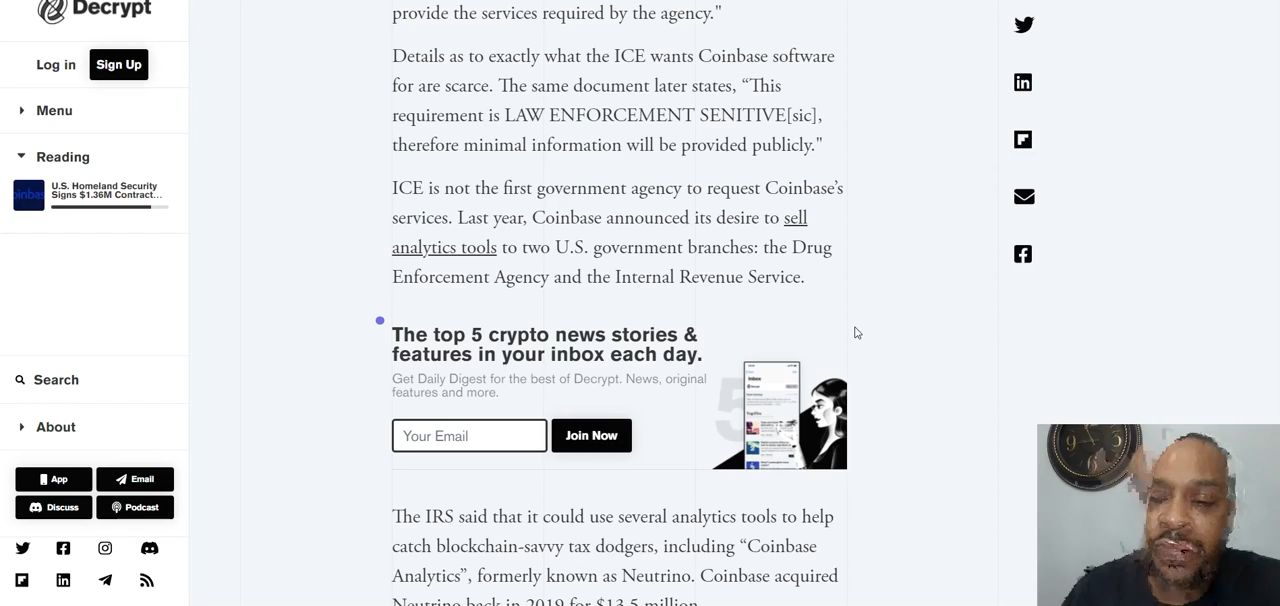 Decrypt
Log in
Sign Up
Menu
Reading
U.S. Homeland Security
Signs $1.36M Contract...
Search
About
App
Email
Discuss
Podcast
provide the services required by the agency."
Details as to exactly what the ICE wants Coinbase software
for are scarce. The same document later states, “This
requirement is LAW ENFORCEMENT SENITIVE[sic],
therefore minimal information will be provided publicly."
ICE is not the first government agency to request Coinbase’s
services. Last year, Coinbase announced its desire to sell
analytics tools to two U.S. government branches: the Drug
Enforcement Agency and the Internal Revenue Service.
The top 5 crypto news stories &
features in your inbox each day.
Get Daily Digest for the best of Decrypt. News, original
features and more.
Your Email
Join Now
5
Inbox
The IRS said that it could use several analytics tools to help
catch blockchain-savvy tax dodgers, including “Coinbase
Analytics”, formerly known as Neutrino. Coinbase acquired
Neutrino back in 2019 for $13.5 million.